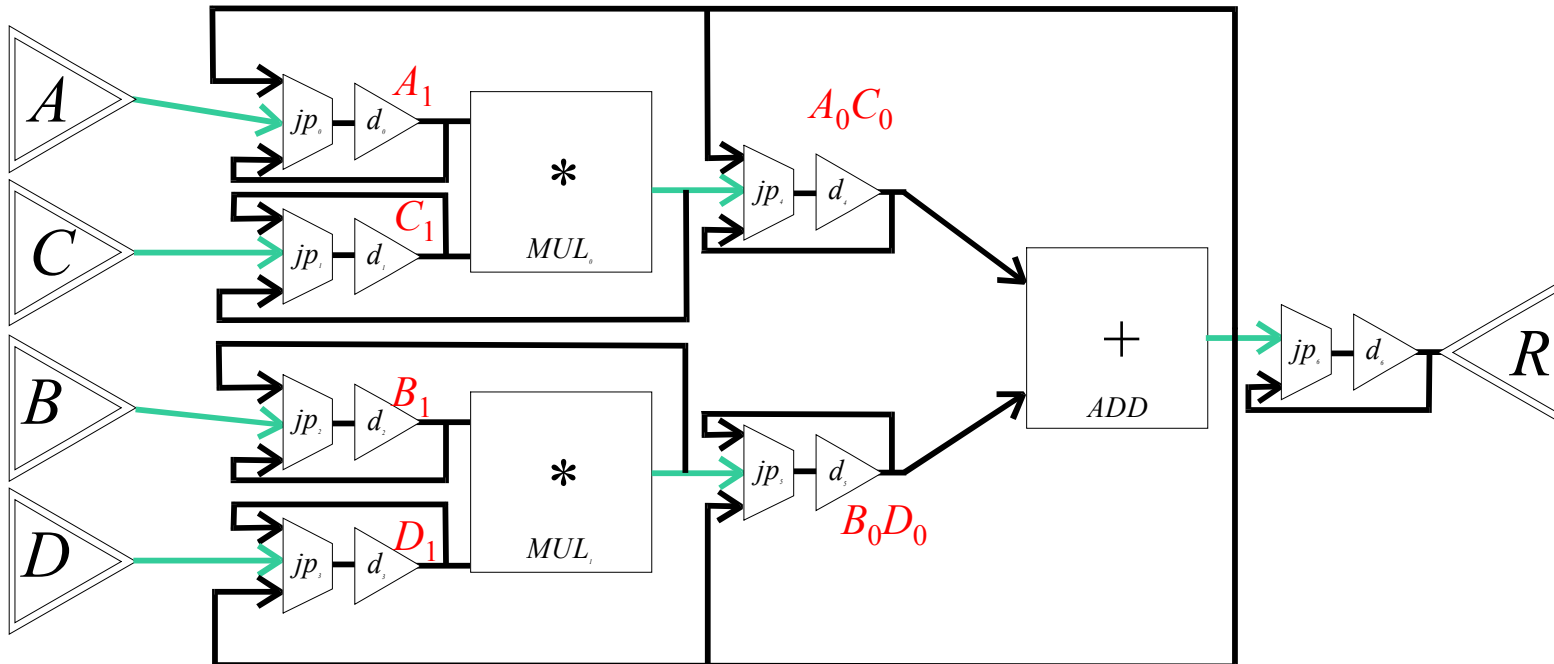 A
jp₀
d₀
A₁
*
MUL₀
A₀C₀
jp₄
d₄
C
jp₁
d₁
C₁
+
ADD
jp₆
d₆
R
B
jp₂
d₂
B₁
*
MUL₁
jp₅
d₅
B₀D₀
D
jp₃
d₃
D₁